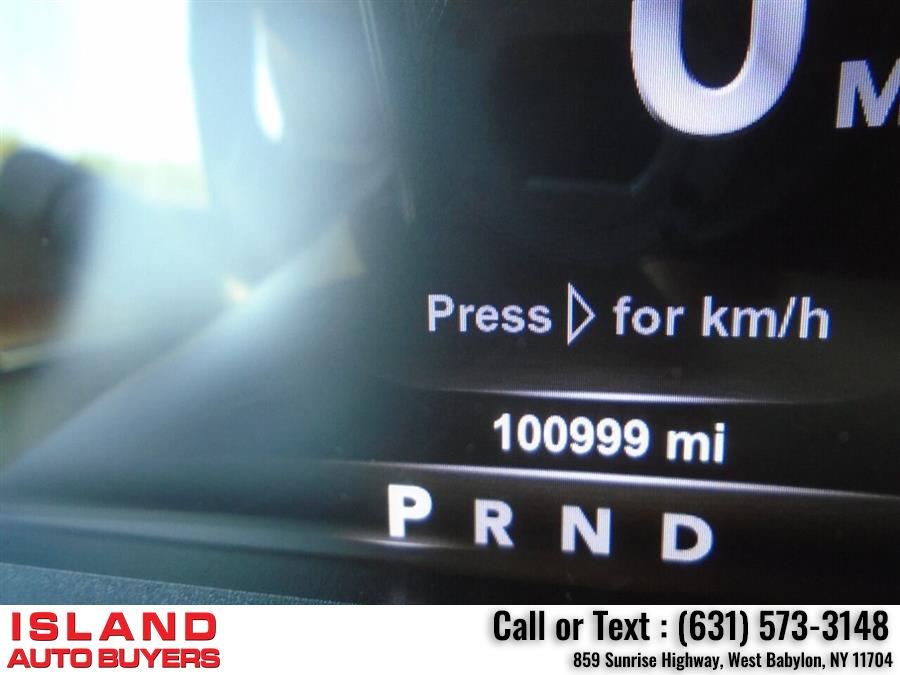 0 M
Press ▷ for km/h
100999 mi
P R N D
ISLAND
AUTO BUYERS
Call or Text : (631) 573-3148
859 Sunrise Highway, West Babylon, NY 11704